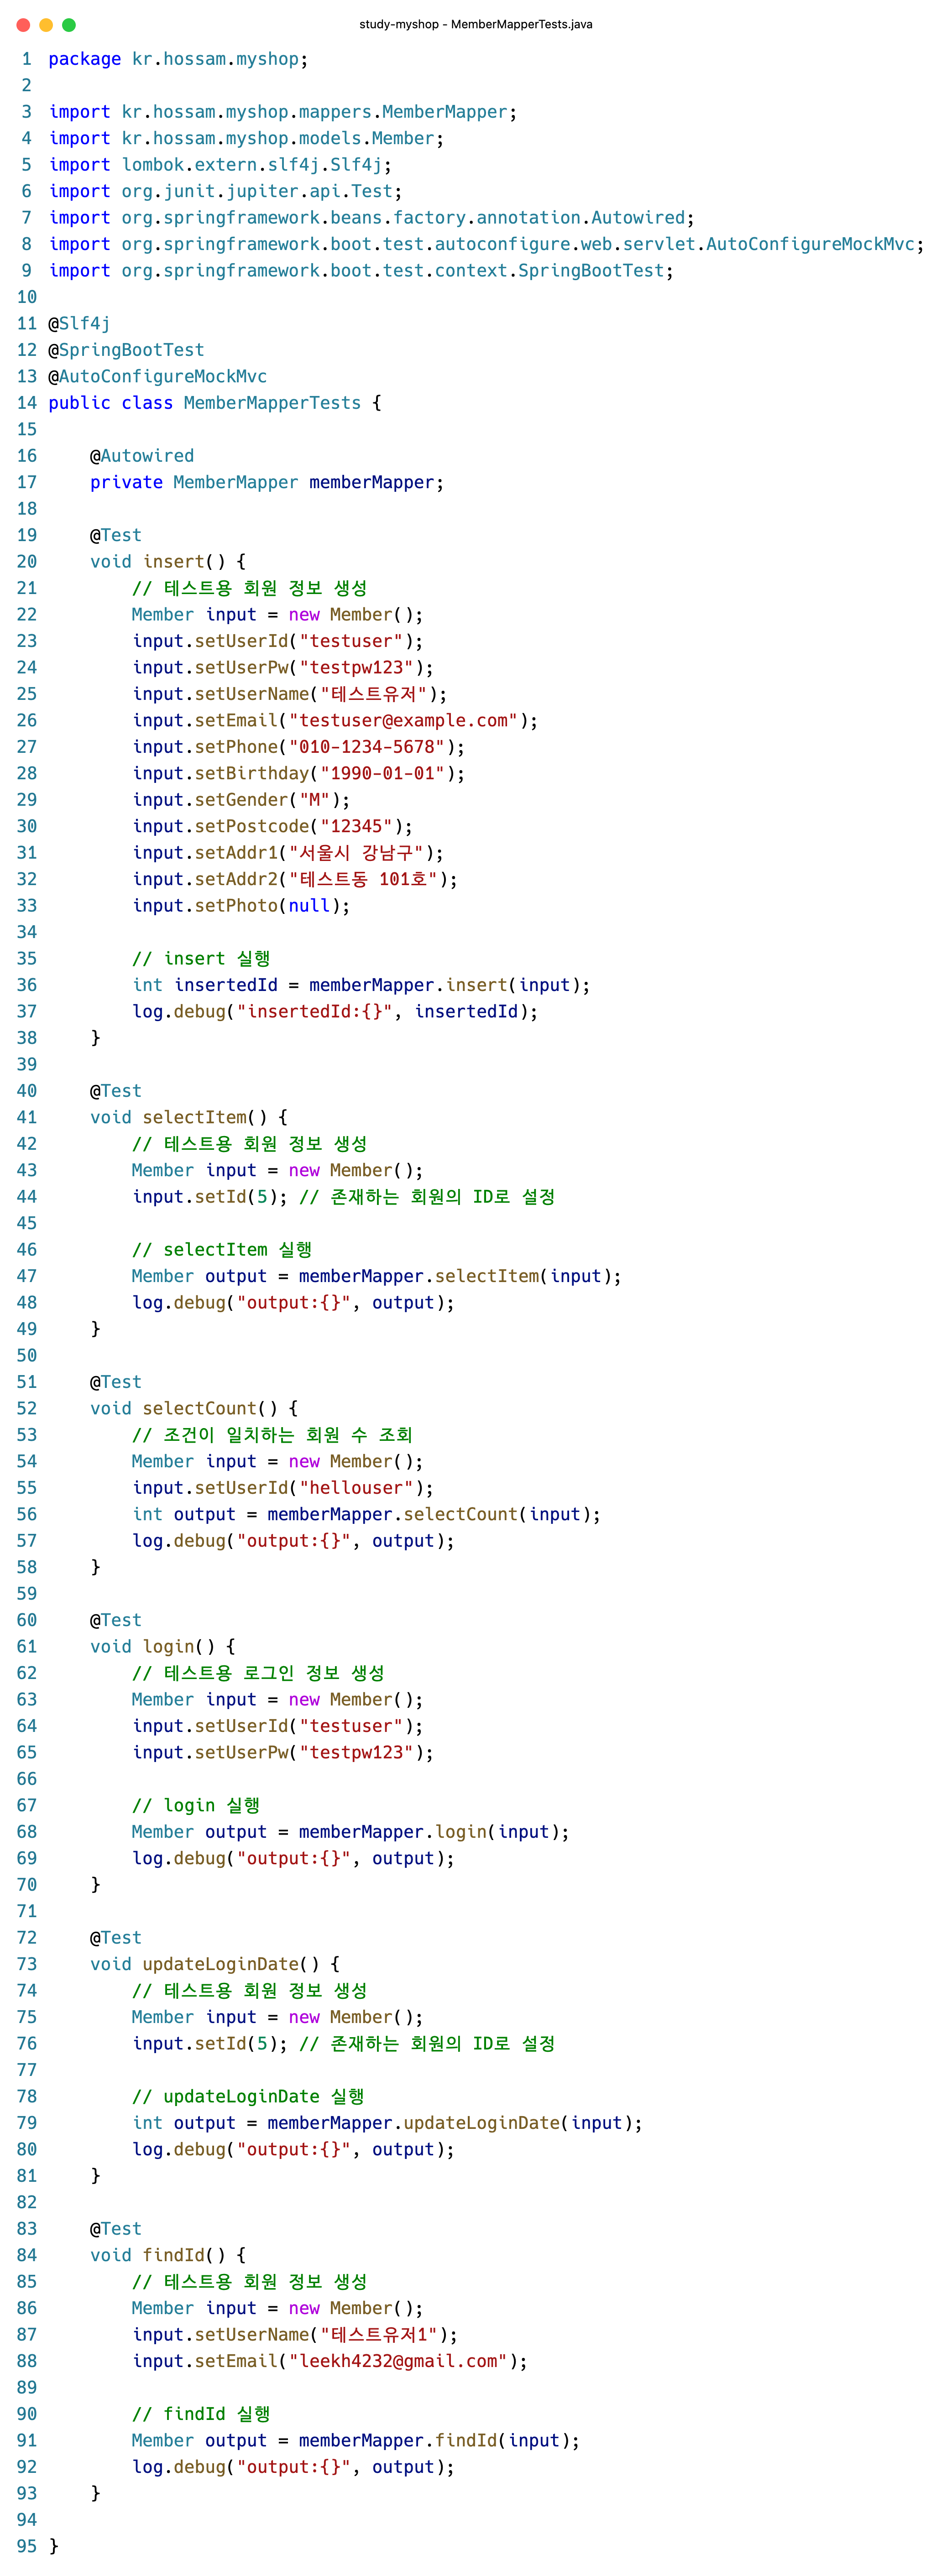 study-myshop - MemberMapperTests.java
1 package kr.hossam.myshop;
2
3 import kr.hossam.myshop.mappers.MemberMapper;
4 import kr.hossam.myshop.models.Member;
5 import lombok.extern.slf4j.Slf4j;
6 import org.junit.jupiter.api.Test;
7 import org.springframework.beans.factory.annotation.Autowired;
8 import org.springframework.boot.test.autoconfigure.web.servlet.AutoConfigureMockMvc;
9 import org.springframework.boot.test.context.SpringBootTest;
10
11 @Slf4j
12 @SpringBootTest
13 @AutoConfigureMockMvc
14 public class MemberMapperTests {
15
16     @Autowired
17     private MemberMapper memberMapper;
18
19     @Test
20     void insert() {
21         // 테스트용 회원 정보 생성
22         Member input = new Member();
23         input.setUserId("testuser");
24         input.setUserPw("testpw123");
25         input.setUserName("테스트유저");
26         input.setEmail("testuser@example.com");
27         input.setPhone("010-1234-5678");
28         input.setBirthday("1990-01-01");
29         input.setGender("M");
30         input.setPostcode("12345");
31         input.setAddr1("서울시 강남구");
32         input.setAddr2("테스트동 101호");
33         input.setPhoto(null);
34
35         // insert 실행
36         int insertedId = memberMapper.insert(input);
37         log.debug("insertedId:{}", insertedId);
38     }
39
40     @Test
41     void selectItem() {
42         // 테스트용 회원 정보 생성
43         Member input = new Member();
44         input.setId(5); // 존재하는 회원의 ID로 설정
45
46         // selectItem 실행
47         Member output = memberMapper.selectItem(input);
48         log.debug("output:{}", output);
49     }
50
51     @Test
52     void selectCount() {
53         // 조건이 일치하는 회원 수 조회
54         Member input = new Member();
55         input.setUserId("hellouser");
56         int output = memberMapper.selectCount(input);
57         log.debug("output:{}", output);
58     }
59
60     @Test
61     void login() {
62         // 테스트용 로그인 정보 생성
63         Member input = new Member();
64         input.setUserId("testuser");
65         input.setUserPw("testpw123");
66
67         // login 실행
68         Member output = memberMapper.login(input);
69         log.debug("output:{}", output);
70     }
71
72     @Test
73     void updateLoginDate() {
74         // 테스트용 회원 정보 생성
75         Member input = new Member();
76         input.setId(5); // 존재하는 회원의 ID로 설정
77
78         // updateLoginDate 실행
79         int output = memberMapper.updateLoginDate(input);
80         log.debug("output:{}", output);
81     }
82
83     @Test
84     void findId() {
85         // 테스트용 회원 정보 생성
86         Member input = new Member();
87         input.setUserName("테스트유저1");
88         input.setEmail("leekh4232@gmail.com");
89
90         // findId 실행
91         Member output = memberMapper.findId(input);
92         log.debug("output:{}", output);
93     }
94
95 }